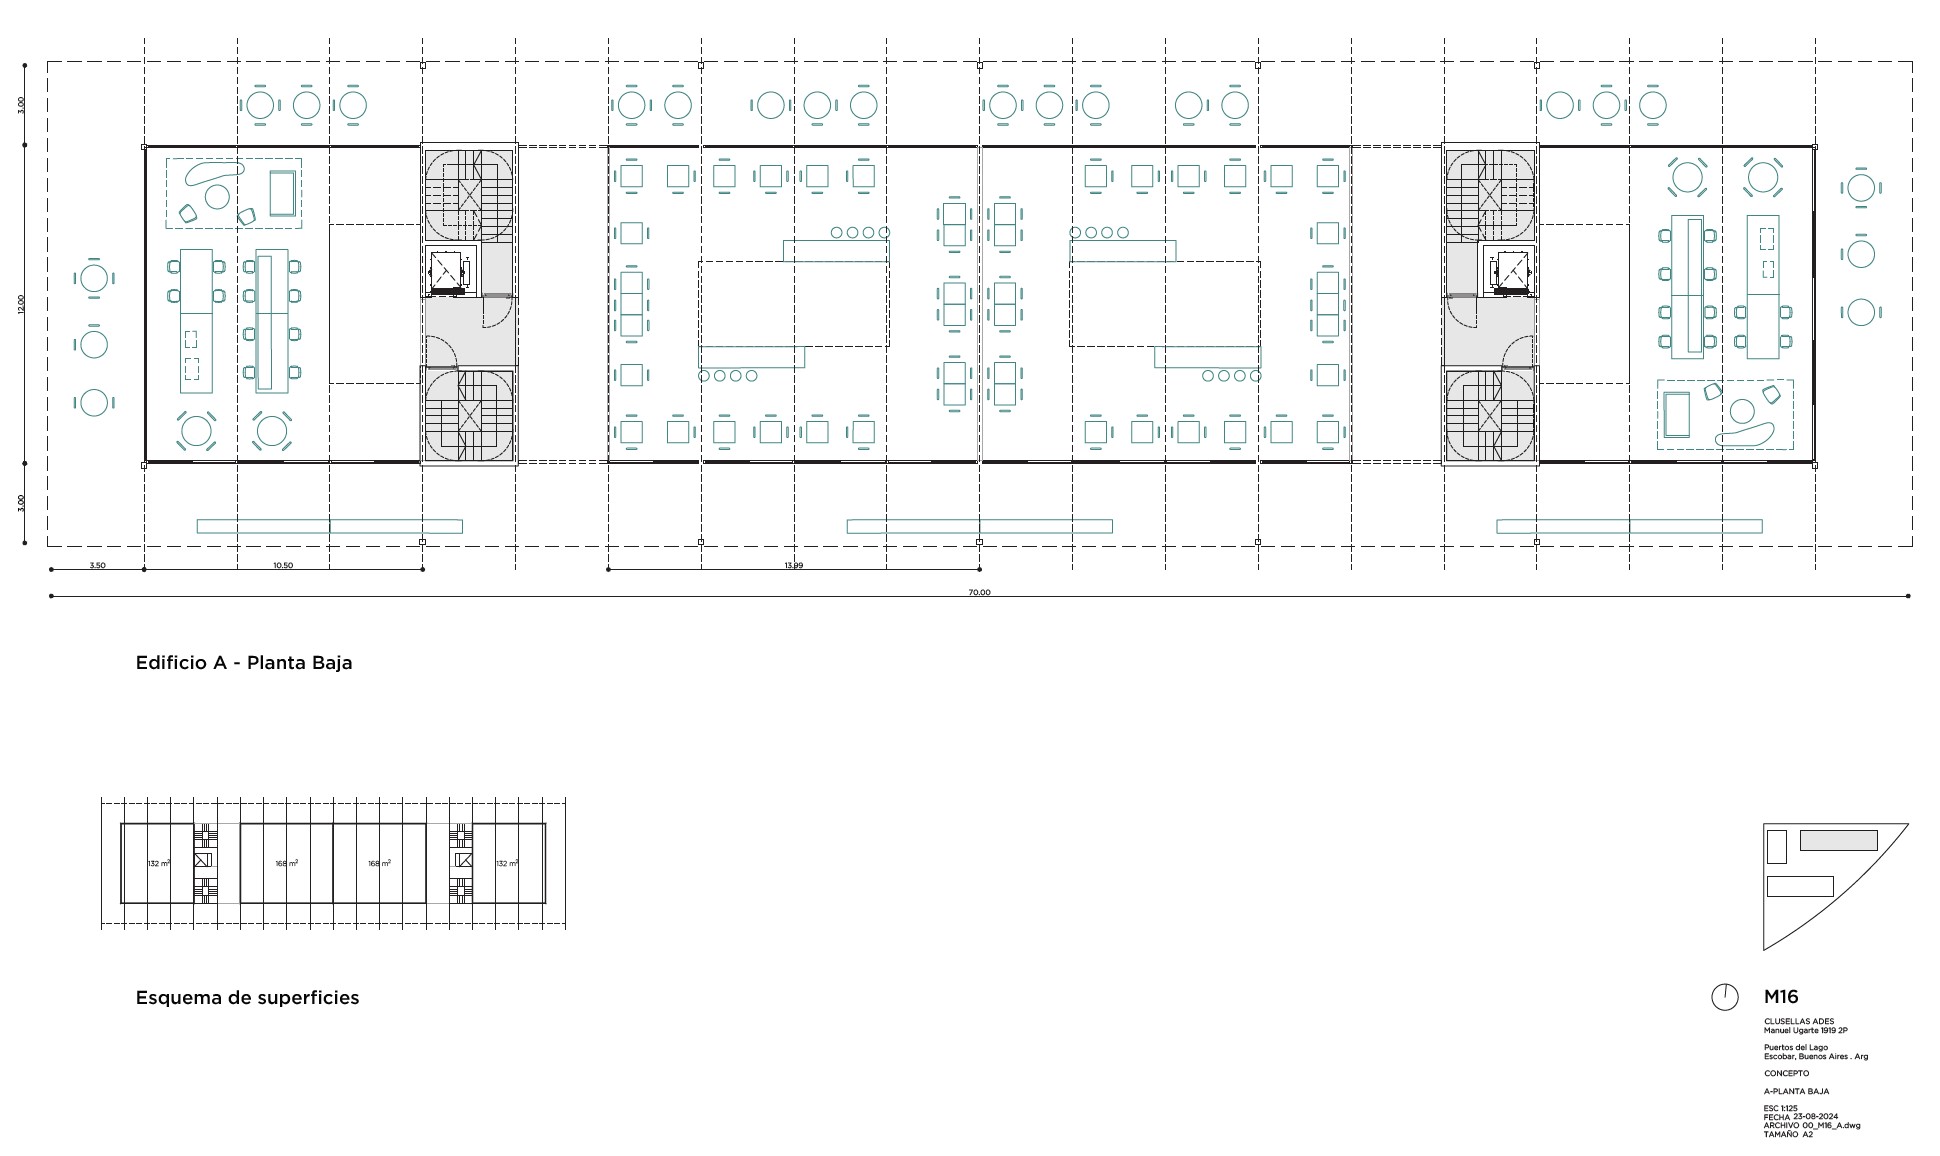 3.00
12.00
3.00
3.50
10.50
13.99
70.00
Edificio A - Planta Baja
132 m²
168 m²
168 m²
132 m²
Esquema de superficies
M16
CLUSELLAS ADES
Manuel Ugarte 1919 2P
Puertos del Lago
Escobar, Buenos Aires . Arg
CONCEPTO
A-PLANTA BAJA
ESC 1:125
FECHA 23-08-2024
ARCHIVO 00_M16_A.dwg
TAMAÑO A2